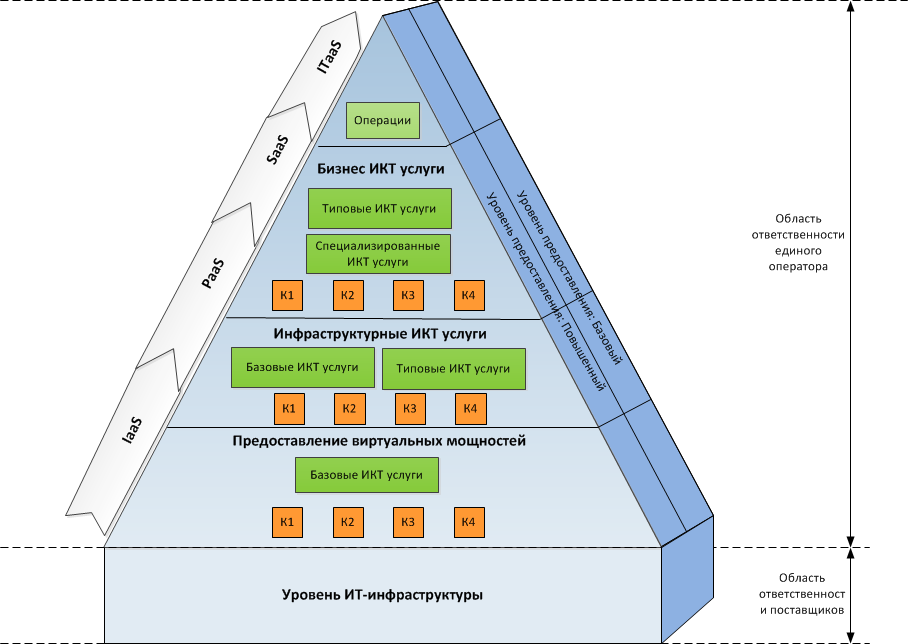 ITaaS
Операции
SaaS
Бизнес ИКТ услуги
Типовые ИКТ услуги
Специализированные
ИКТ услуги
К1 К2 К3 К4
Уровень предоставления: Базовый
Уровень предоставления: Повышенный
Область
ответственности
единого
оператора
PaaS
Инфраструктурные ИКТ услуги
Базовые ИКТ услуги Типовые ИКТ услуги
К1 К2 К3 К4
IaaS
Предоставление виртуальных мощностей
Базовые ИКТ услуги
К1 К2 К3 К4
Уровень ИТ-инфраструктуры
Область
ответственност
и поставщиков